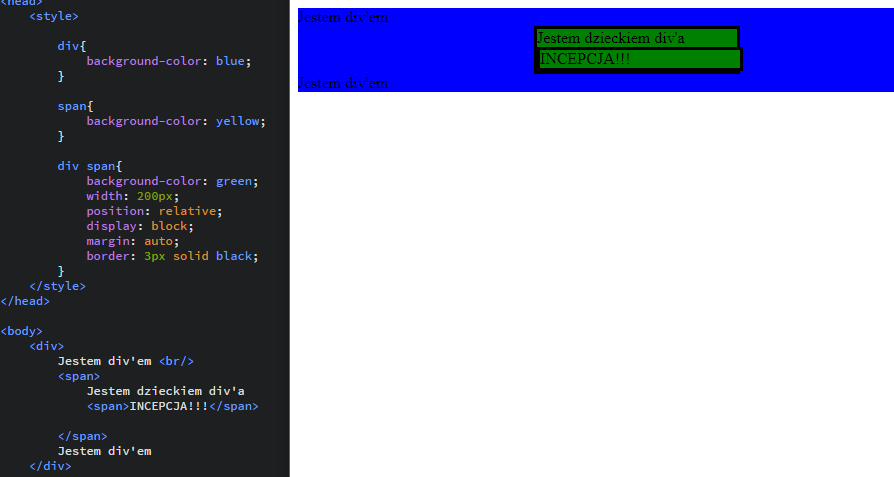 <head>
<style>
div{
background-color: blue;
}
span{
background-color: yellow;
}
div span{
background-color: green;
width: 200px;
position: relative;
display: block;
margin: auto;
border: 3px solid black;
}
</style>
</head>
<body>
<div>
Jestem div'em <br/>
<span>
Jestem dzieckiem div'a
<span>INCEPCJA!!!</span>
</span>
Jestem div'em
</div>
Jestem div'em
Jestem dzieckiem div'a
INCEPCJA!!!
Jestem div'em